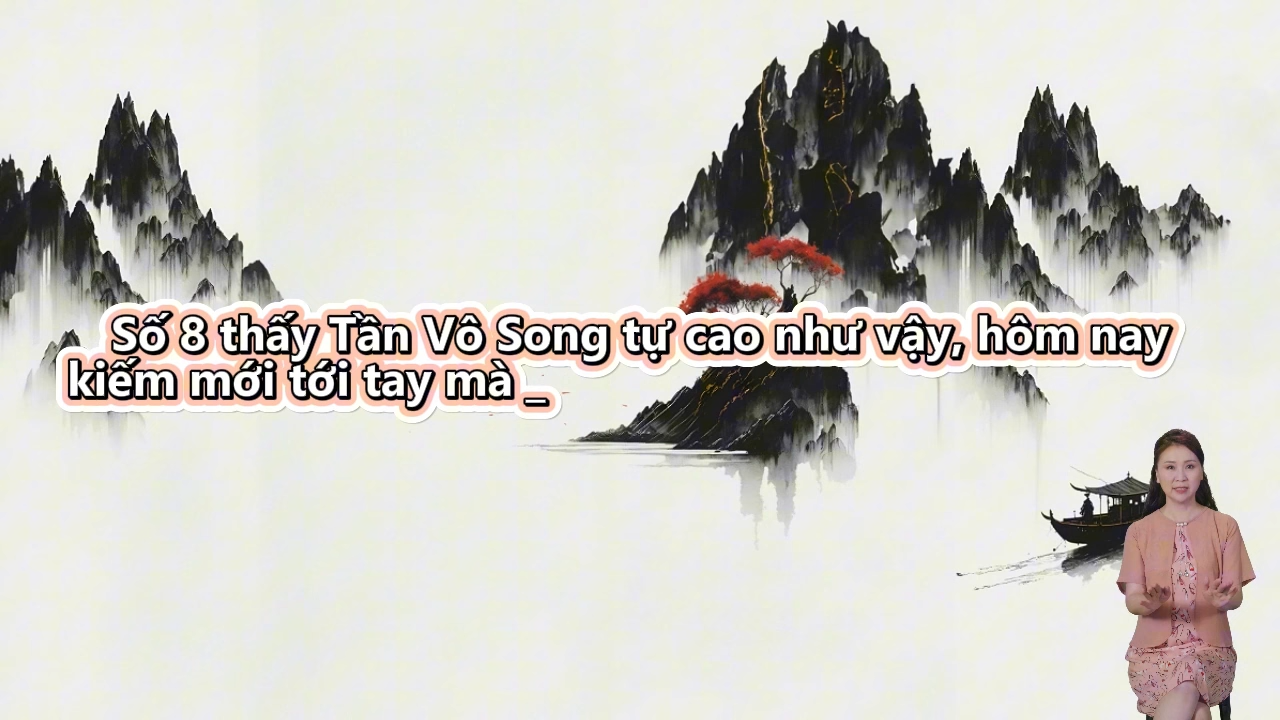 Số 8 thấy Tần Vô Song tự cao như vậy, hôm nay
kiếm mới tới tay mà _